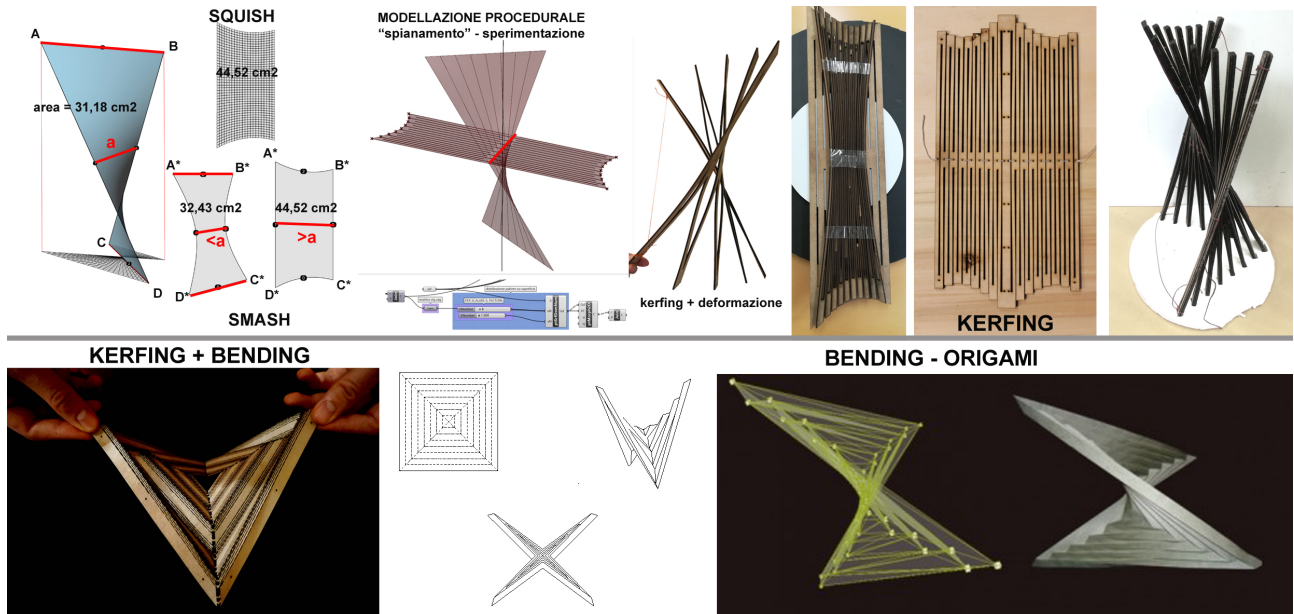 SQUISH
A
B
44,52 cm2
area = 31,18 cm2
a
A*
B*
32,43 cm2
<a
D*
C*
A*
B*
44,52 cm2
>a
D*
C*
C
D
SMASH
MODELLAZIONE PROCEDURALE
“spianamento” - sperimentazione
kerfing + deformazione
KERFING
KERFING + BENDING
BENDING - ORIGAMI